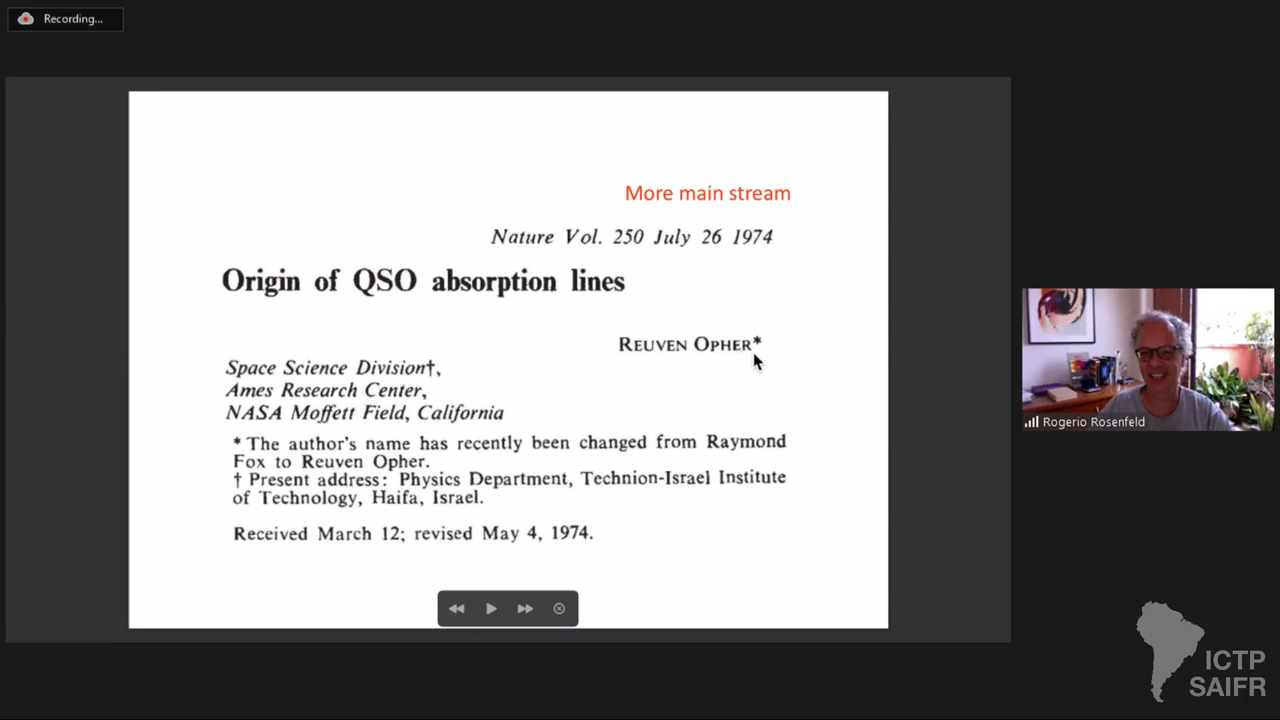 Recording...
More main stream
Nature Vol. 250 July 26 1974
Origin of QSO absorption lines
REUVEN OPHER*
Space Science Division†,
Ames Research Center,
NASA Moffett Field, California
* The author's name has recently been changed from Raymond
Fox to Reuven Opher.
† Present address: Physics Department, Technion-Israel Institute
of Technology, Haifa, Israel.
Received March 12; revised May 4, 1974.
Rogerio Rosenfeld
ICTP
SAIFR